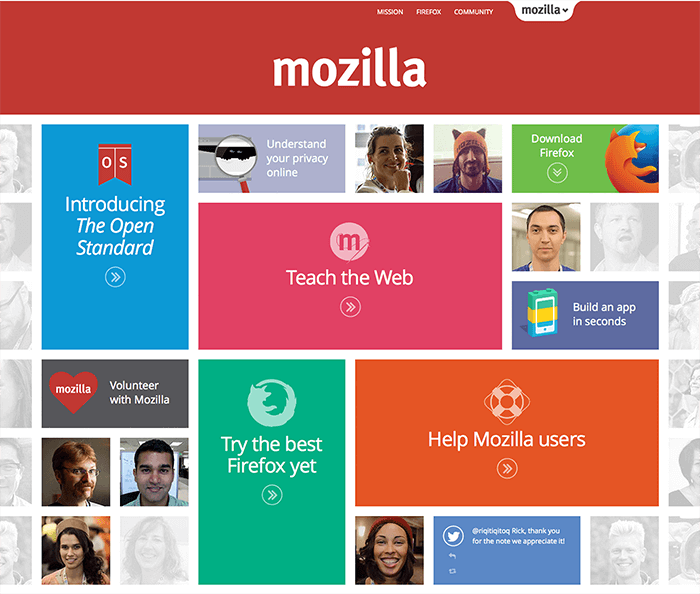 MISSION FIREFOX COMMUNITY mozilla
mozilla
OS
Introducing
The Open
Standard
Understand
your privacy
online
Download
Firefox
m
Teach the Web
Build an app
in seconds
mozilla
Volunteer
with Mozilla
Try the best
Firefox yet
Help Mozilla users
@riqitiqitoq Rick, thank you
for the note we appreciate it!